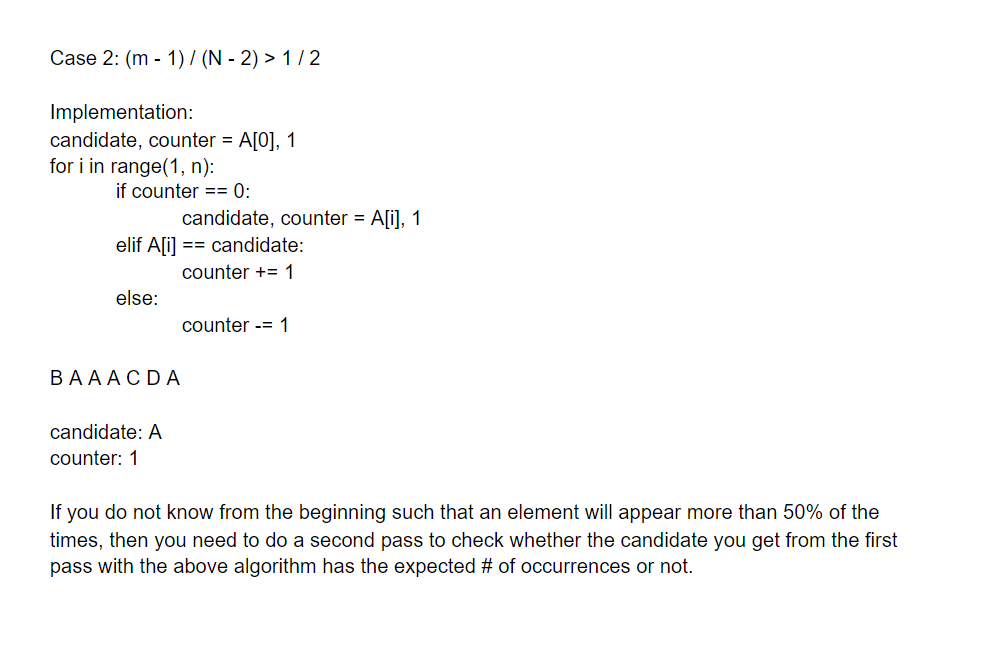 Case 2: (m - 1) / (N - 2) > 1 / 2
Implementation:
candidate, counter = A[0], 1
for i in range(1, n):
if counter == 0:
candidate, counter = A[i], 1
elif A[i] == candidate:
counter += 1
else:
counter -= 1
B A A A C D A
candidate: A
counter: 1
If you do not know from the beginning such that an element will appear more than 50% of the
times, then you need to do a second pass to check whether the candidate you get from the first
pass with the above algorithm has the expected # of occurrences or not.